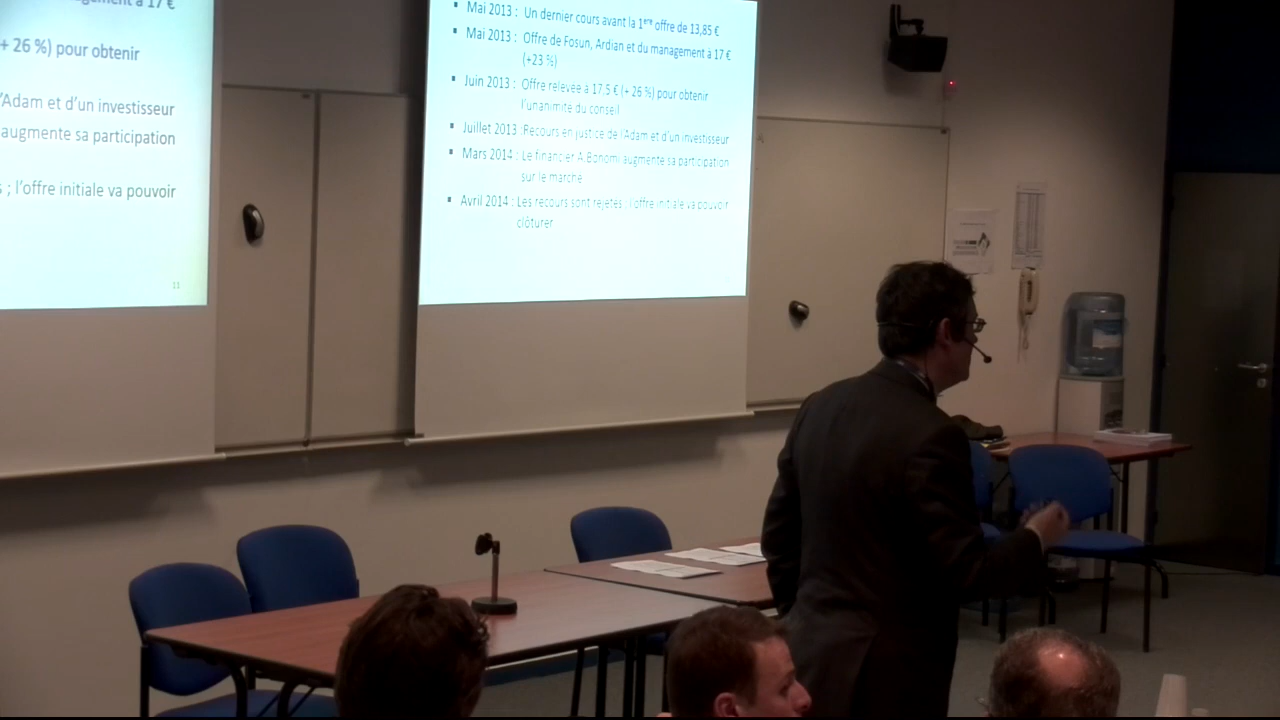 gement à 17 €
(+ 26 %) pour obtenir
'Adam et d'un investisseur
augmente sa participation
; l'offre initiale va pouvoir
11
▪ Mai 2013 : Un dernier cours avant la 1ere offre de 13,85 €
▪ Mai 2013 : Offre de Fosun, Ardian et du management à 17 €
(+23 %)
▪ Juin 2013 : Offre relevée à 17.5 € (+ 26 %) pour obtenir
l'unanimité du conseil
▪ Juillet 2013 :Recours en justice de l'Adam et d'un investisseur
▪ Mars 2014 : Le financier A.Bonomi augmente sa participation
sur le marché
▪ Avril 2014 : Les recours sont rejetés ; l'offre initiale va pouvoir
clôturer